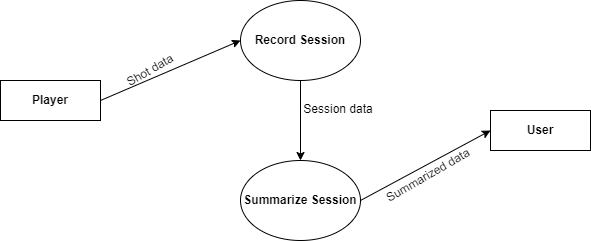 Record Session
Shot data
Player
Session data
User
Summarized data
Summarize Session